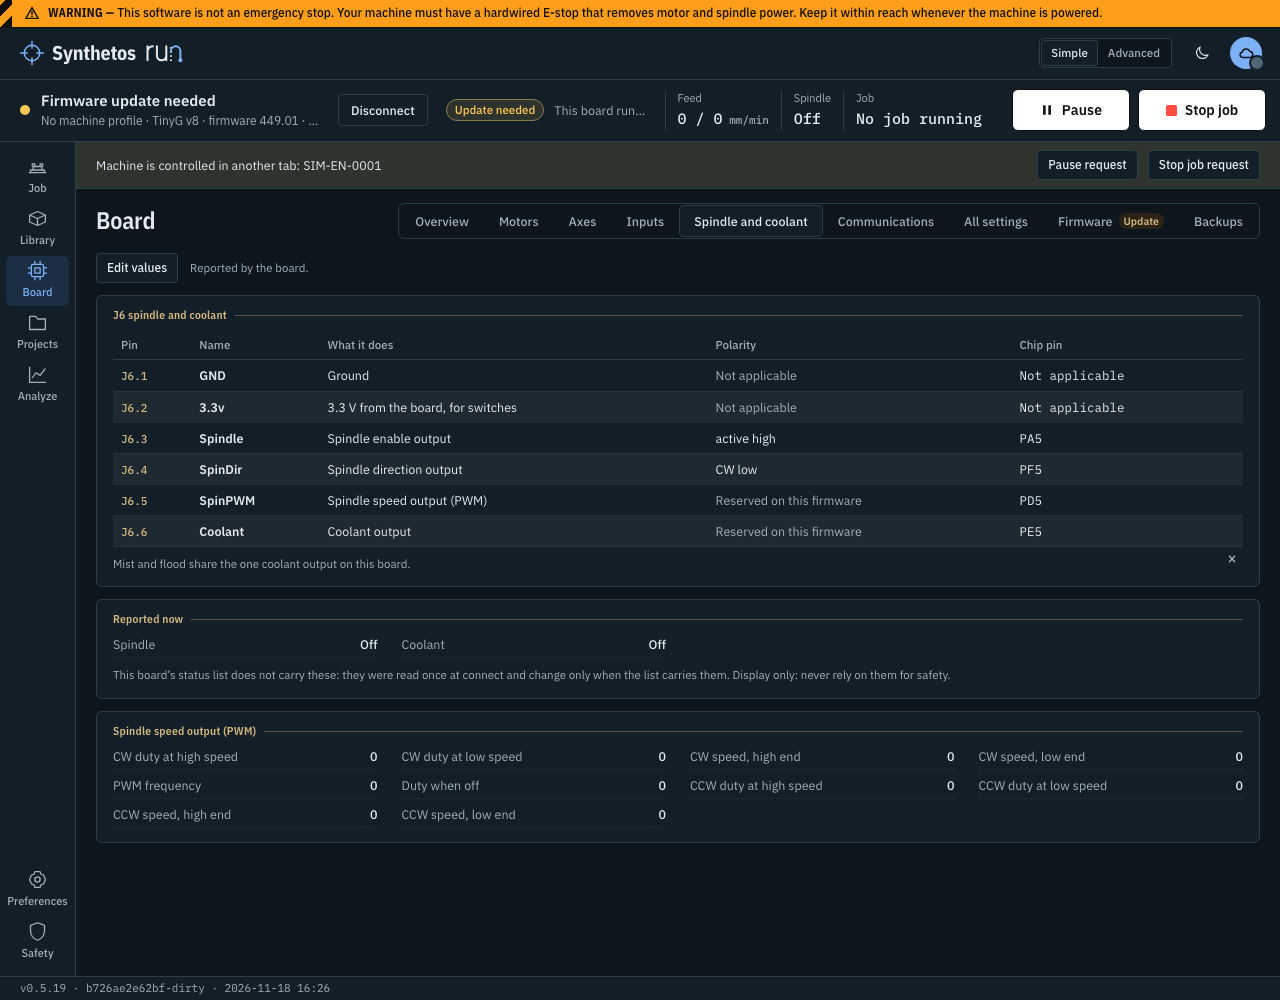 WARNING — This software is not an emergency stop. Your machine must have a hardwired E-stop that removes motor and spindle power. Keep it within reach whenever the machine is powered.
Synthetos run
Simple
Advanced
Firmware update needed
No machine profile · TinyG v8 · firmware 449.01 · ...
Disconnect
Update needed
This board run...
Feed
0 / 0 mm/min
Spindle
Off
Job
No job running
Pause
Stop job
Machine is controlled in another tab: SIM-EN-0001
Pause request
Stop job request
Job
Library
Board
Projects
Analyze
Preferences
Safety
Board
Overview
Motors
Axes
Inputs
Spindle and coolant
Communications
All settings
Firmware Update
Backups
Edit values
Reported by the board.
J6 spindle and coolant
Pin Name What it does Polarity Chip pin
J6.1 GND Ground Not applicable Not applicable
J6.2 3.3v 3.3 V from the board, for switches Not applicable Not applicable
J6.3 Spindle Spindle enable output active high PA5
J6.4 SpinDir Spindle direction output CW low PF5
J6.5 SpinPWM Spindle speed output (PWM) Reserved on this firmware PD5
J6.6 Coolant Coolant output Reserved on this firmware PE5
Mist and flood share the one coolant output on this board.
×
Reported now
Spindle Off Coolant Off
This board's status list does not carry these: they were read once at connect and change only when the list carries them. Display only: never rely on them for safety.
Spindle speed output (PWM)
CW duty at high speed 0 CW duty at low speed 0 CW speed, high end 0 CW speed, low end 0
PWM frequency 0 Duty when off 0 CCW duty at high speed 0 CCW duty at low speed 0
CCW speed, high end 0 CCW speed, low end 0
v0.5.19 · b726ae2e62bf-dirty · 2026-11-18 16:26